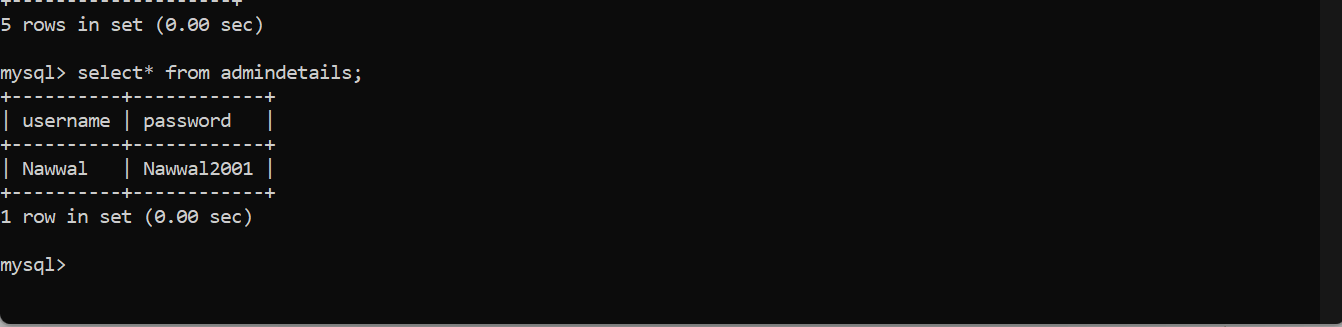 +--------------------+
5 rows in set (0.00 sec)
mysql> select* from admindetails;
+----------+------------+
| username | password   |
+----------+------------+
| Nawwal   | Nawwal2001 |
+----------+------------+
1 row in set (0.00 sec)
mysql>